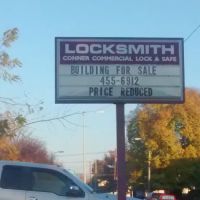 LOCKSMITH
CONNER COMMERCIAL LOCK & SAFE
BUILDING FOR SALE
455-6912
PRICE REDUCED